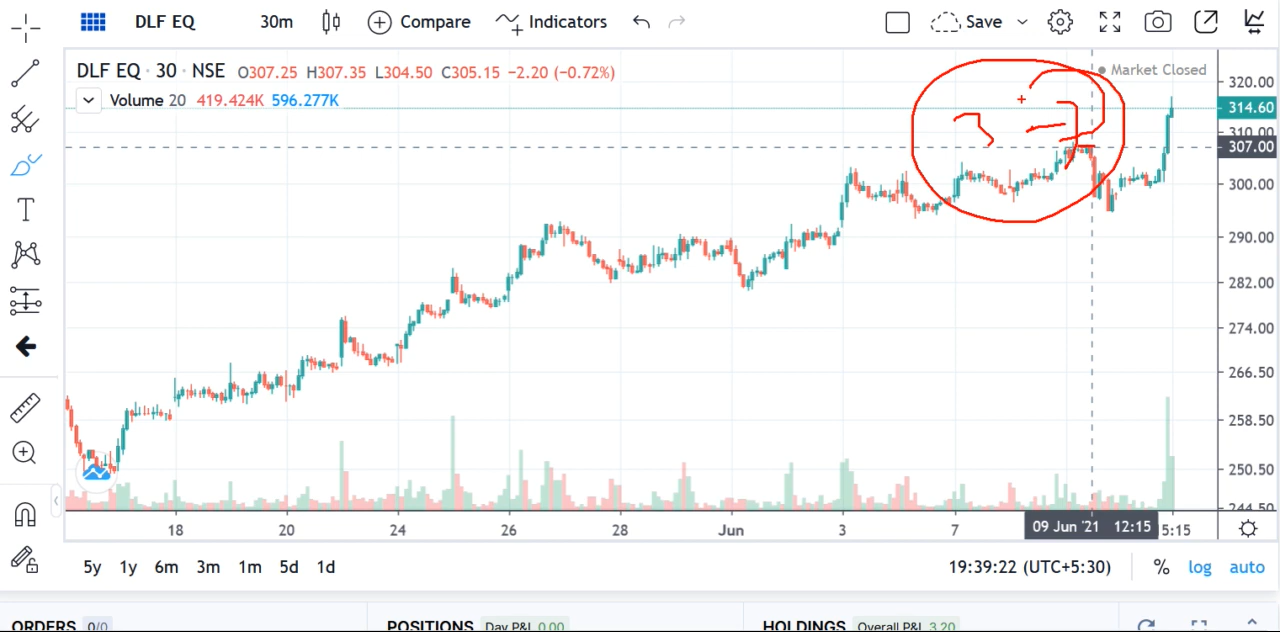 DLF EQ 30m Compare Indicators Save
DLF EQ · 30 · NSE O307.25 H307.35 L304.50 C305.15 −2.20 (−0.72%)
Market Closed
Volume 20 419.424K 596.277K
320.00
314.60
310.00
307.00
300.00
290.00
282.00
274.00
266.50
258.50
250.50
244.50
18 20 24 26 28 Jun 3 7 09 Jun '21 12:15 5:15
5y 1y 6m 3m 1m 5d 1d 19:39:22 (UTC+5:30) % log auto
ORDERS 0/0 POSITIONS Day P&L 0.00 HOLDINGS Overall P&L 3.20